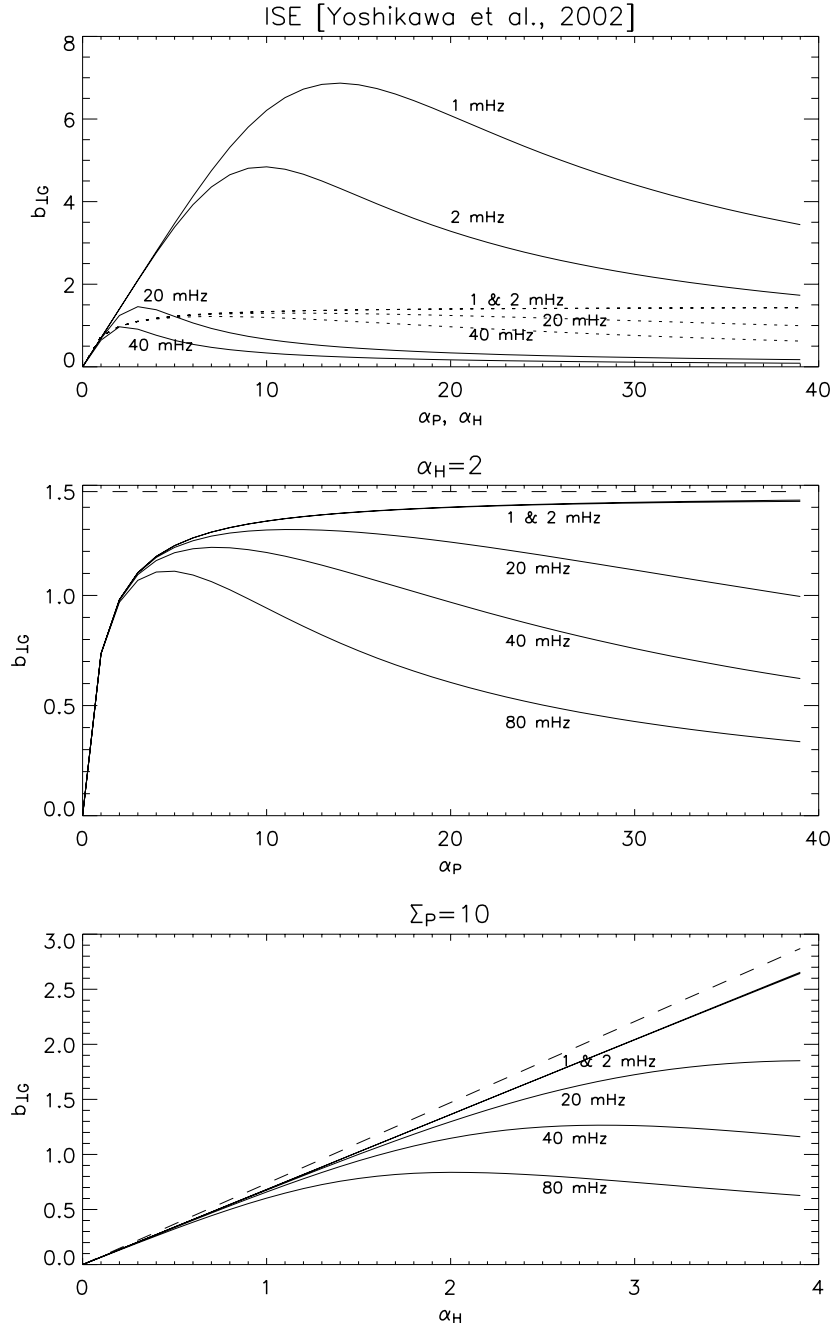 ISE [Yoshikawa et al., 2002]
8
6
4
2
0
b⊥G
1 mHz
2 mHz
20 mHz
1 & 2 mHz
20 mHz
40 mHz
40 mHz
0 10 20 30 40
αP, αH
αH=2
1.5
1.0
0.5
0.0
b⊥G
1 & 2 mHz
20 mHz
40 mHz
80 mHz
0 10 20 30 40
αP
ΣP=10
3.0
2.5
2.0
1.5
1.0
0.5
0.0
b⊥G
1 & 2 mHz
20 mHz
40 mHz
80 mHz
0 1 2 3 4
αH